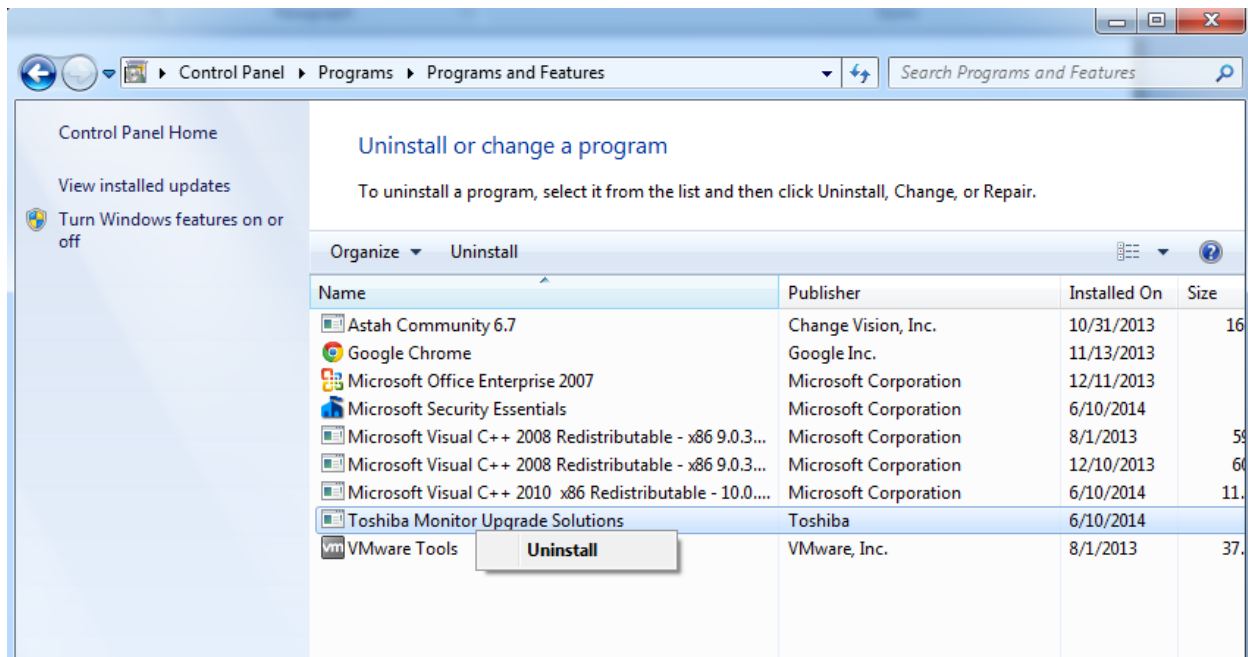 Control Panel ▸ Programs ▸ Programs and Features
Search Programs and Features
Control Panel Home
View installed updates
Turn Windows features on or
off
Uninstall or change a program
To uninstall a program, select it from the list and then click Uninstall, Change, or Repair.
Organize Uninstall
Name Publisher Installed On Size
Astah Community 6.7 Change Vision, Inc. 10/31/2013 16
Google Chrome Google Inc. 11/13/2013
Microsoft Office Enterprise 2007 Microsoft Corporation 12/11/2013
Microsoft Security Essentials Microsoft Corporation 6/10/2014
Microsoft Visual C++ 2008 Redistributable - x86 9.0.3... Microsoft Corporation 8/1/2013 59
Microsoft Visual C++ 2008 Redistributable - x86 9.0.3... Microsoft Corporation 12/10/2013 60
Microsoft Visual C++ 2010 x86 Redistributable - 10.0.... Microsoft Corporation 6/10/2014 11.
Toshiba Monitor Upgrade Solutions Toshiba 6/10/2014
vm VMware Tools VMware, Inc. 8/1/2013 37.
Uninstall